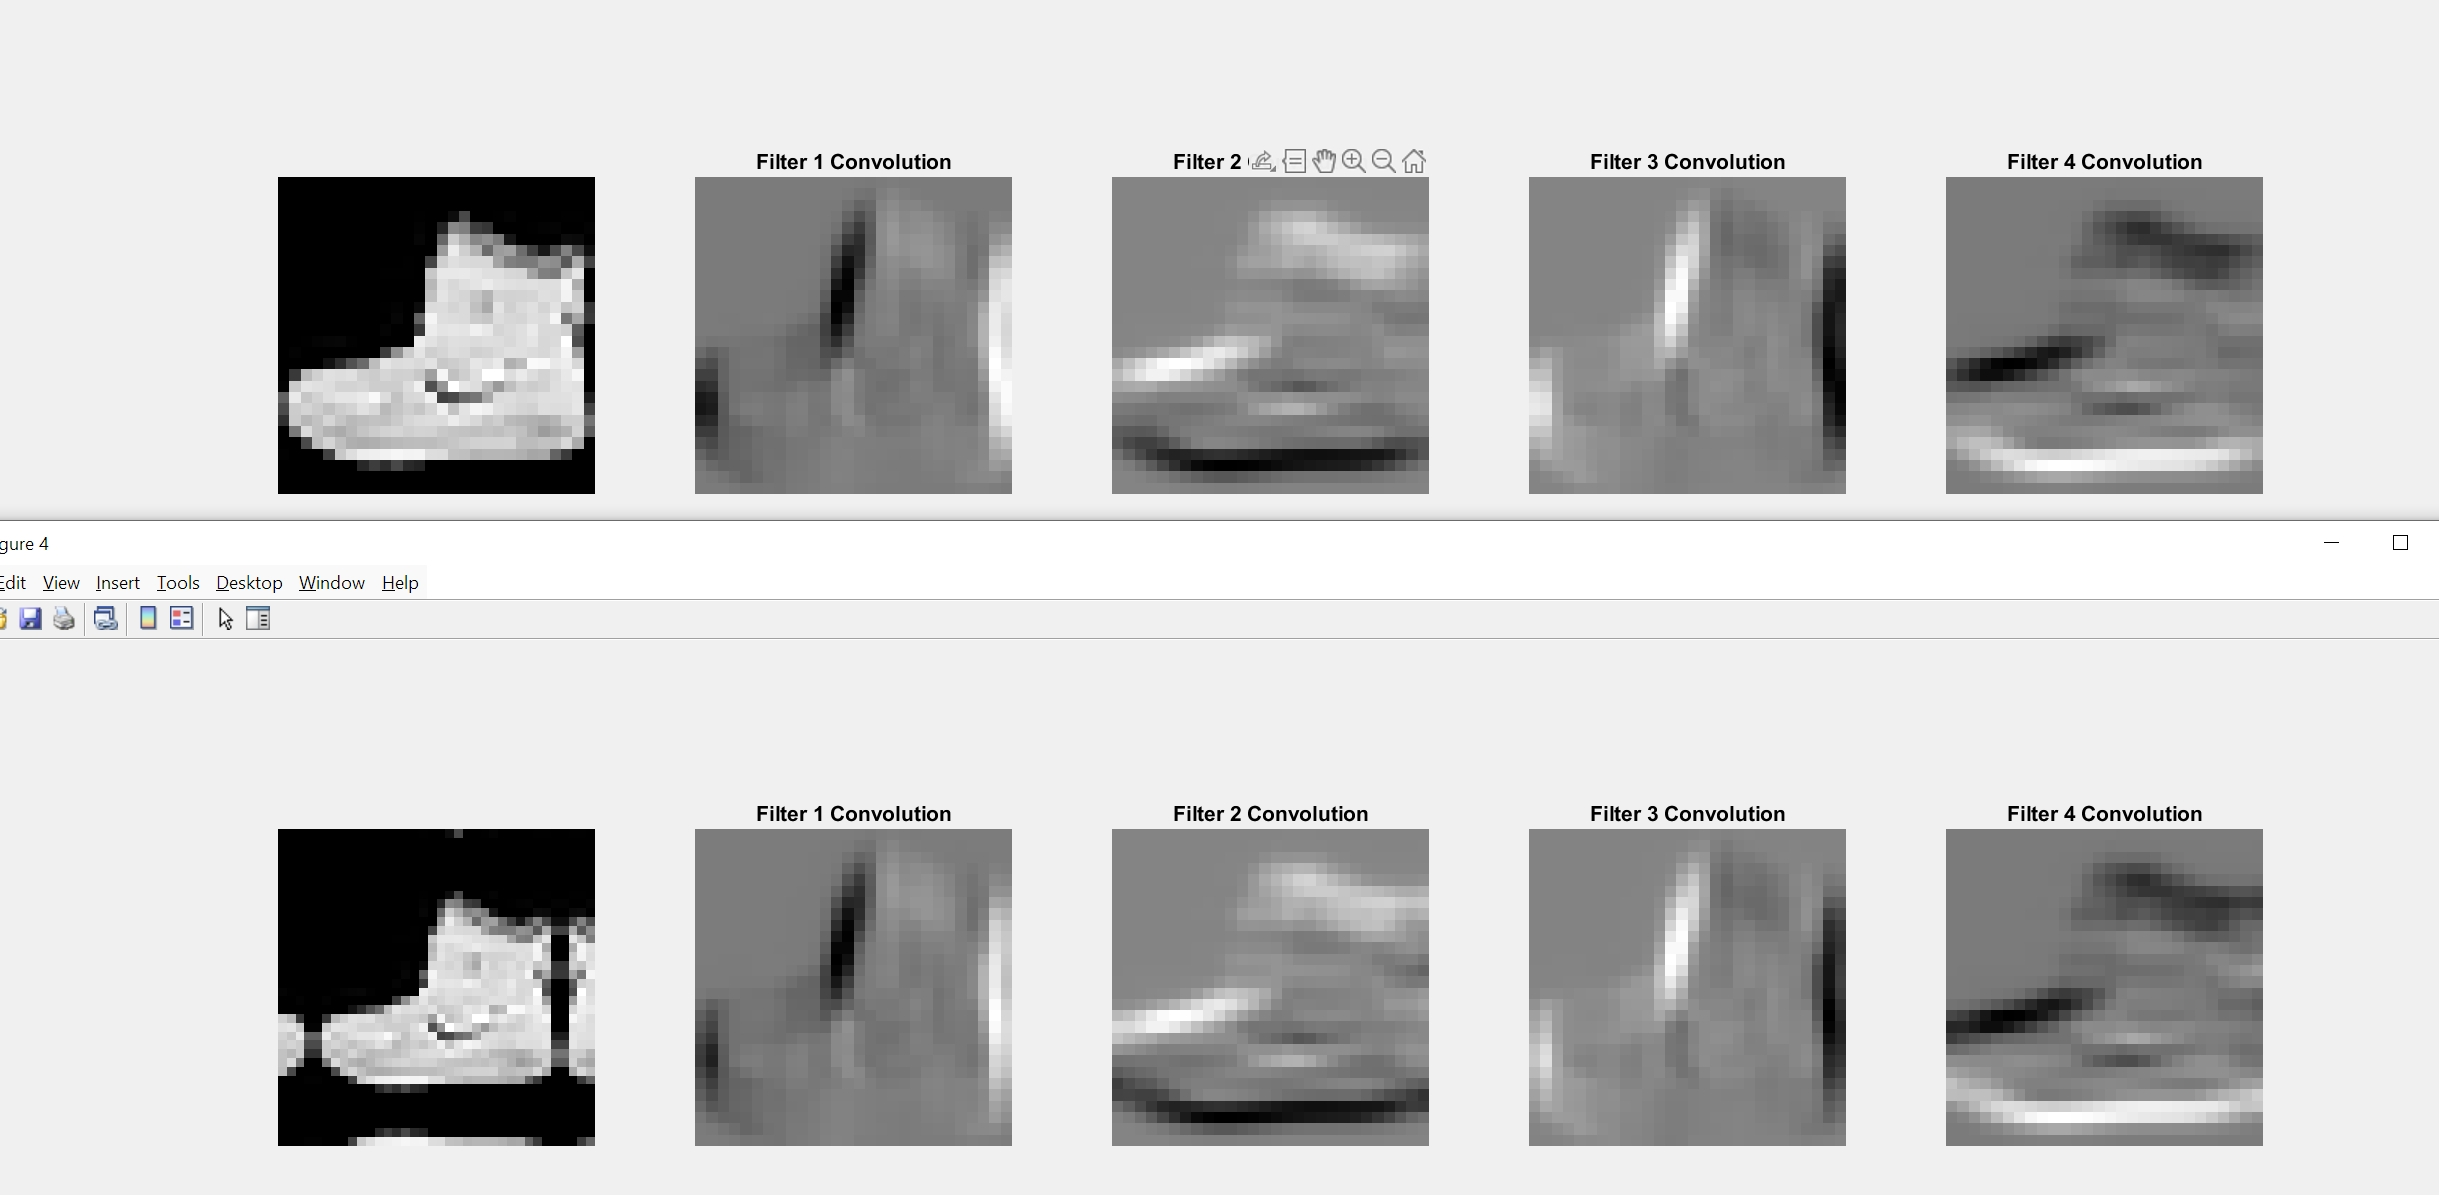 Filter 1 Convolution
Filter 2
Filter 3 Convolution
Filter 4 Convolution
gure 4
Edit View Insert Tools Desktop Window Help
Filter 1 Convolution
Filter 2 Convolution
Filter 3 Convolution
Filter 4 Convolution